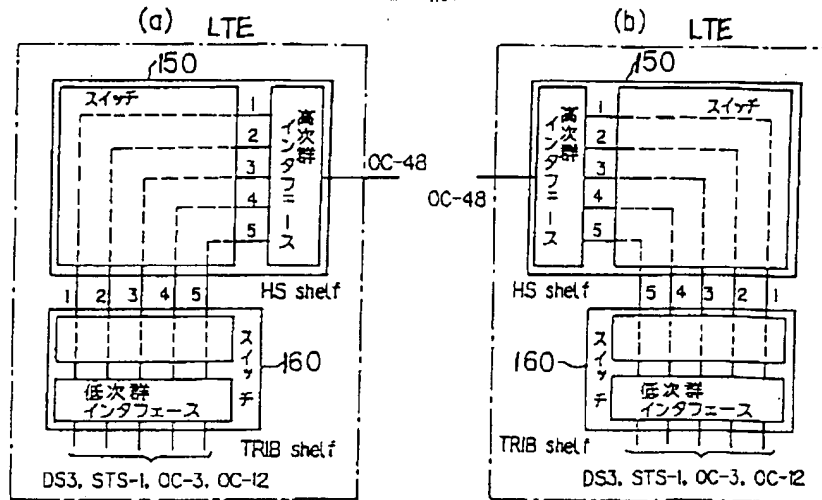 (a) LTE
150
スイッチ
1
2
3
4
5
高次群
インタフェース
OC-48
1 2 3 4 5
HS shelf
スイッチ
160
低次群
インタフェース
TRIB shelf
DS3, STS-1, OC-3, OC-12
(b) LTE
150
スイッチ
1
2
3
4
5
高次群
インタフェース
OC-48
HS shelf
5 4 3 2 1
スイッチ
160
低次群
インタフェース
TRIB shelf
DS3, STS-1, OC-3, OC-12